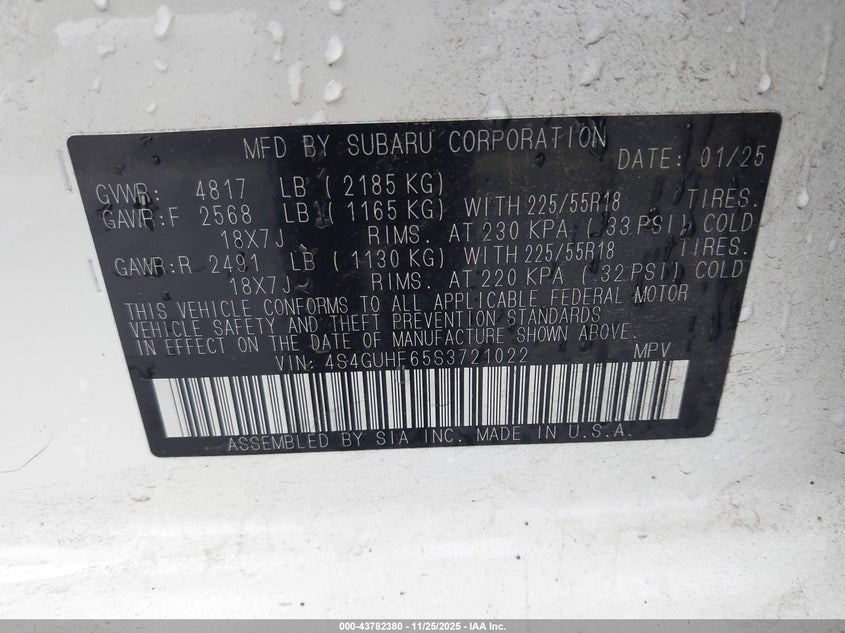 MFD BY SUBARU CORPORATION DATE: 01/25
GVWR: 4817 LB ( 2185 KG)
GAWR:F 2568 LB ( 1165 KG) WITH 225/55R18 TIRES.
18X7J RIMS. AT 230 KPA ( 33 PSI) COLD
GAWR:R 2491 LB ( 1130 KG) WITH 225/55R18 TIRES.
18X7J RIMS. AT 220 KPA ( 32 PSI) COLD
THIS VEHICLE CONFORMS TO ALL APPLICABLE FEDERAL MOTOR
VEHICLE SAFETY AND THEFT PREVENTION STANDARDS
IN EFFECT ON THE DATE OF MANUFACTURE SHOWN ABOVE.
VIN: 4S4GUHF65S3721022 MPV
ASSEMBLED BY SIA INC. MADE IN U.S.A.
000-43782380 - 11/25/2025 - IAA Inc.